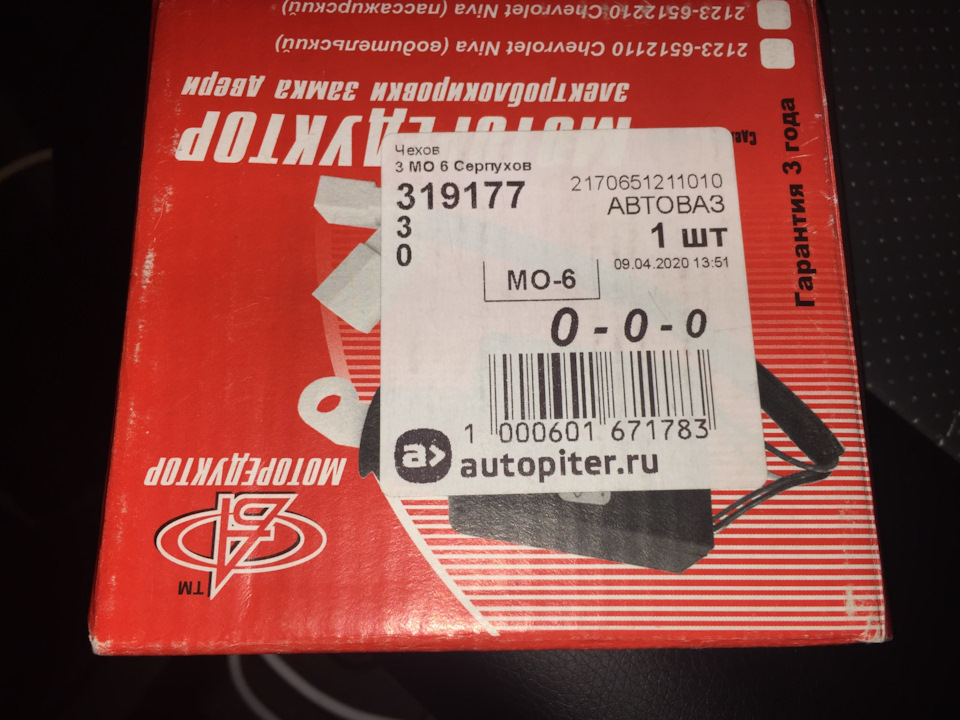 2123-6512210 Chevrolet Niva (пассажирский)
2123-6512110 Chevrolet Niva (водительский)
электроблокировки замка двери
МОТОРЕДУКТОР
Гарантия 3 года
Чехов
3 МО 6 Серпухов
319177
2170651211010
АВТОВАЗ
3
1 шт
0
09.04.2020 13:51
МО-6
0 - 0 - 0
1 000601 671783
a>
autopiter.ru
МОТОРЕДУКТОР
TM